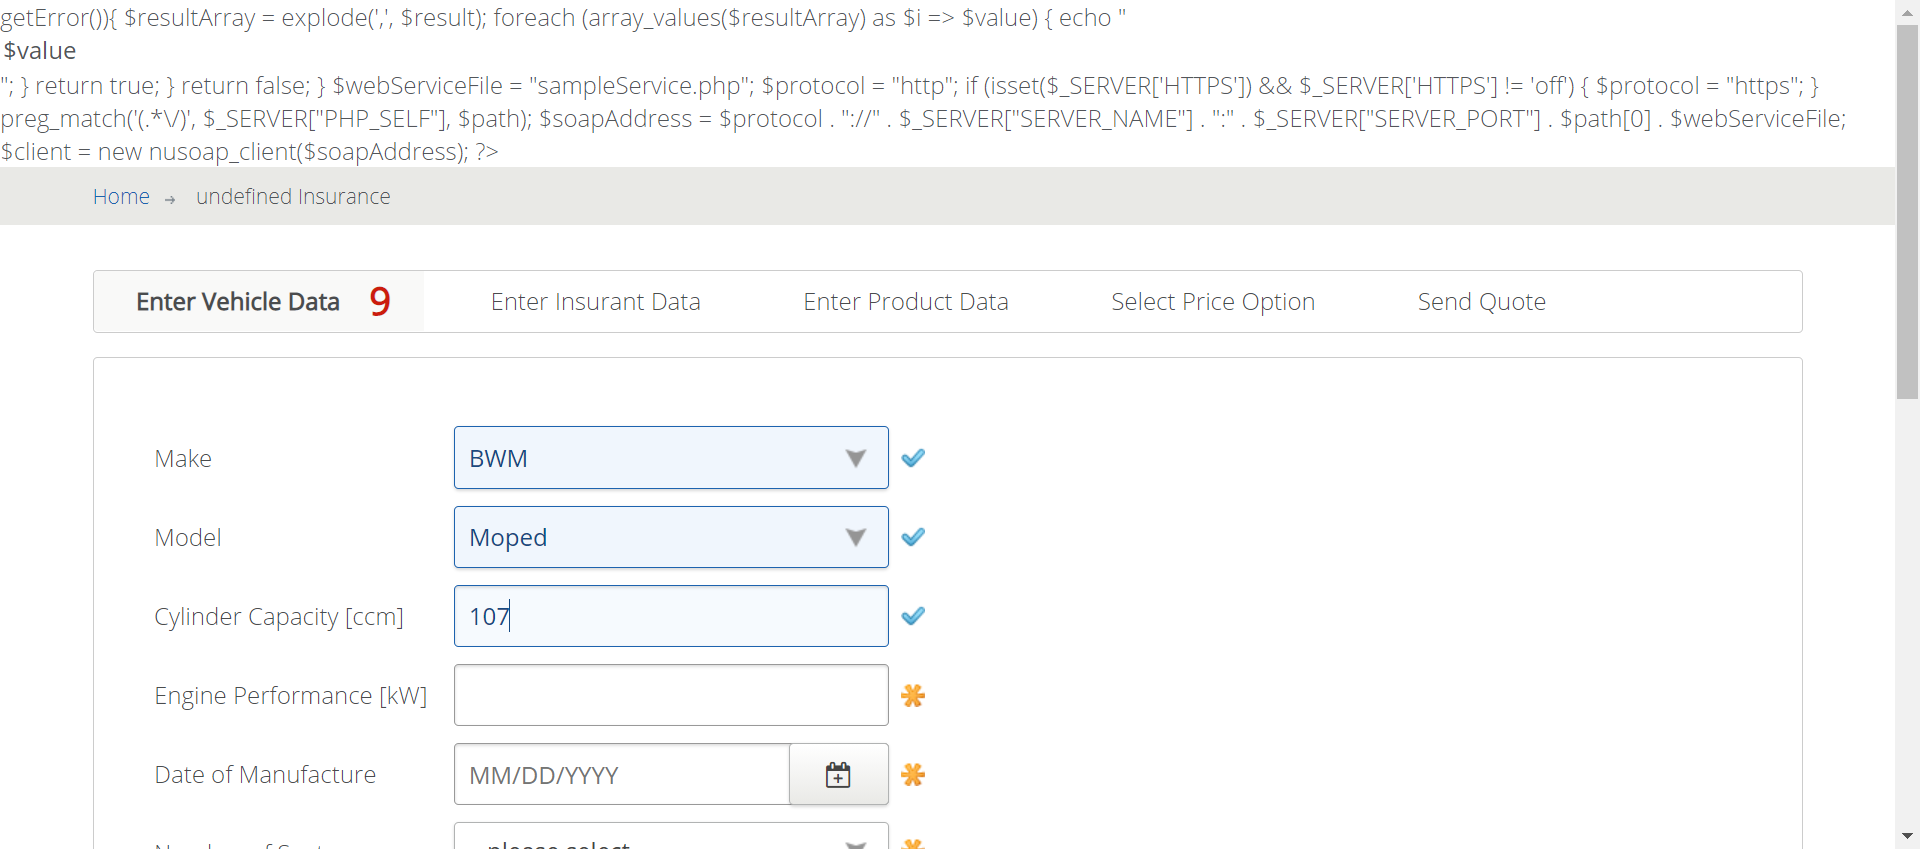 getError()){ $resultArray = explode(',', $result); foreach (array_values($resultArray) as $i => $value) { echo "
$value
"; } return true; } return false; } $webServiceFile = "sampleService.php"; $protocol = "http"; if (isset($_SERVER['HTTPS']) && $_SERVER['HTTPS'] != 'off') { $protocol = "https"; }
preg_match('(.*\/)', $_SERVER["PHP_SELF"], $path); $soapAddress = $protocol . "://" . $_SERVER["SERVER_NAME"] . ":" . $_SERVER["SERVER_PORT"] . $path[0] . $webServiceFile;
$client = new nusoap_client($soapAddress); ?>
Home → undefined Insurance
Enter Vehicle Data 9 Enter Insurant Data Enter Product Data Select Price Option Send Quote
Make BWM
Model Moped
Cylinder Capacity [ccm] 107
Engine Performance [kW]
Date of Manufacture MM/DD/YYYY
please select